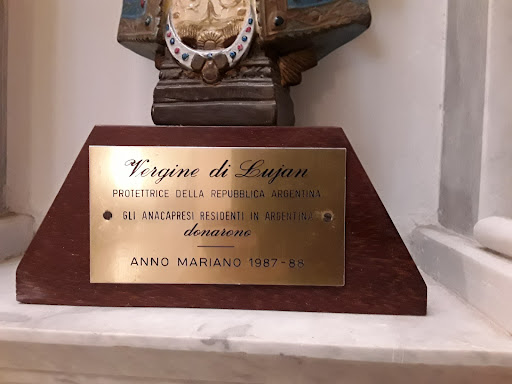 Vergine di Lujan
PROTETTRICE DELLA REPUBBLICA ARGENTINA
GLI ANACAPRESI RESIDENTI IN ARGENTINA
donarono
ANNO MARIANO 1987-88